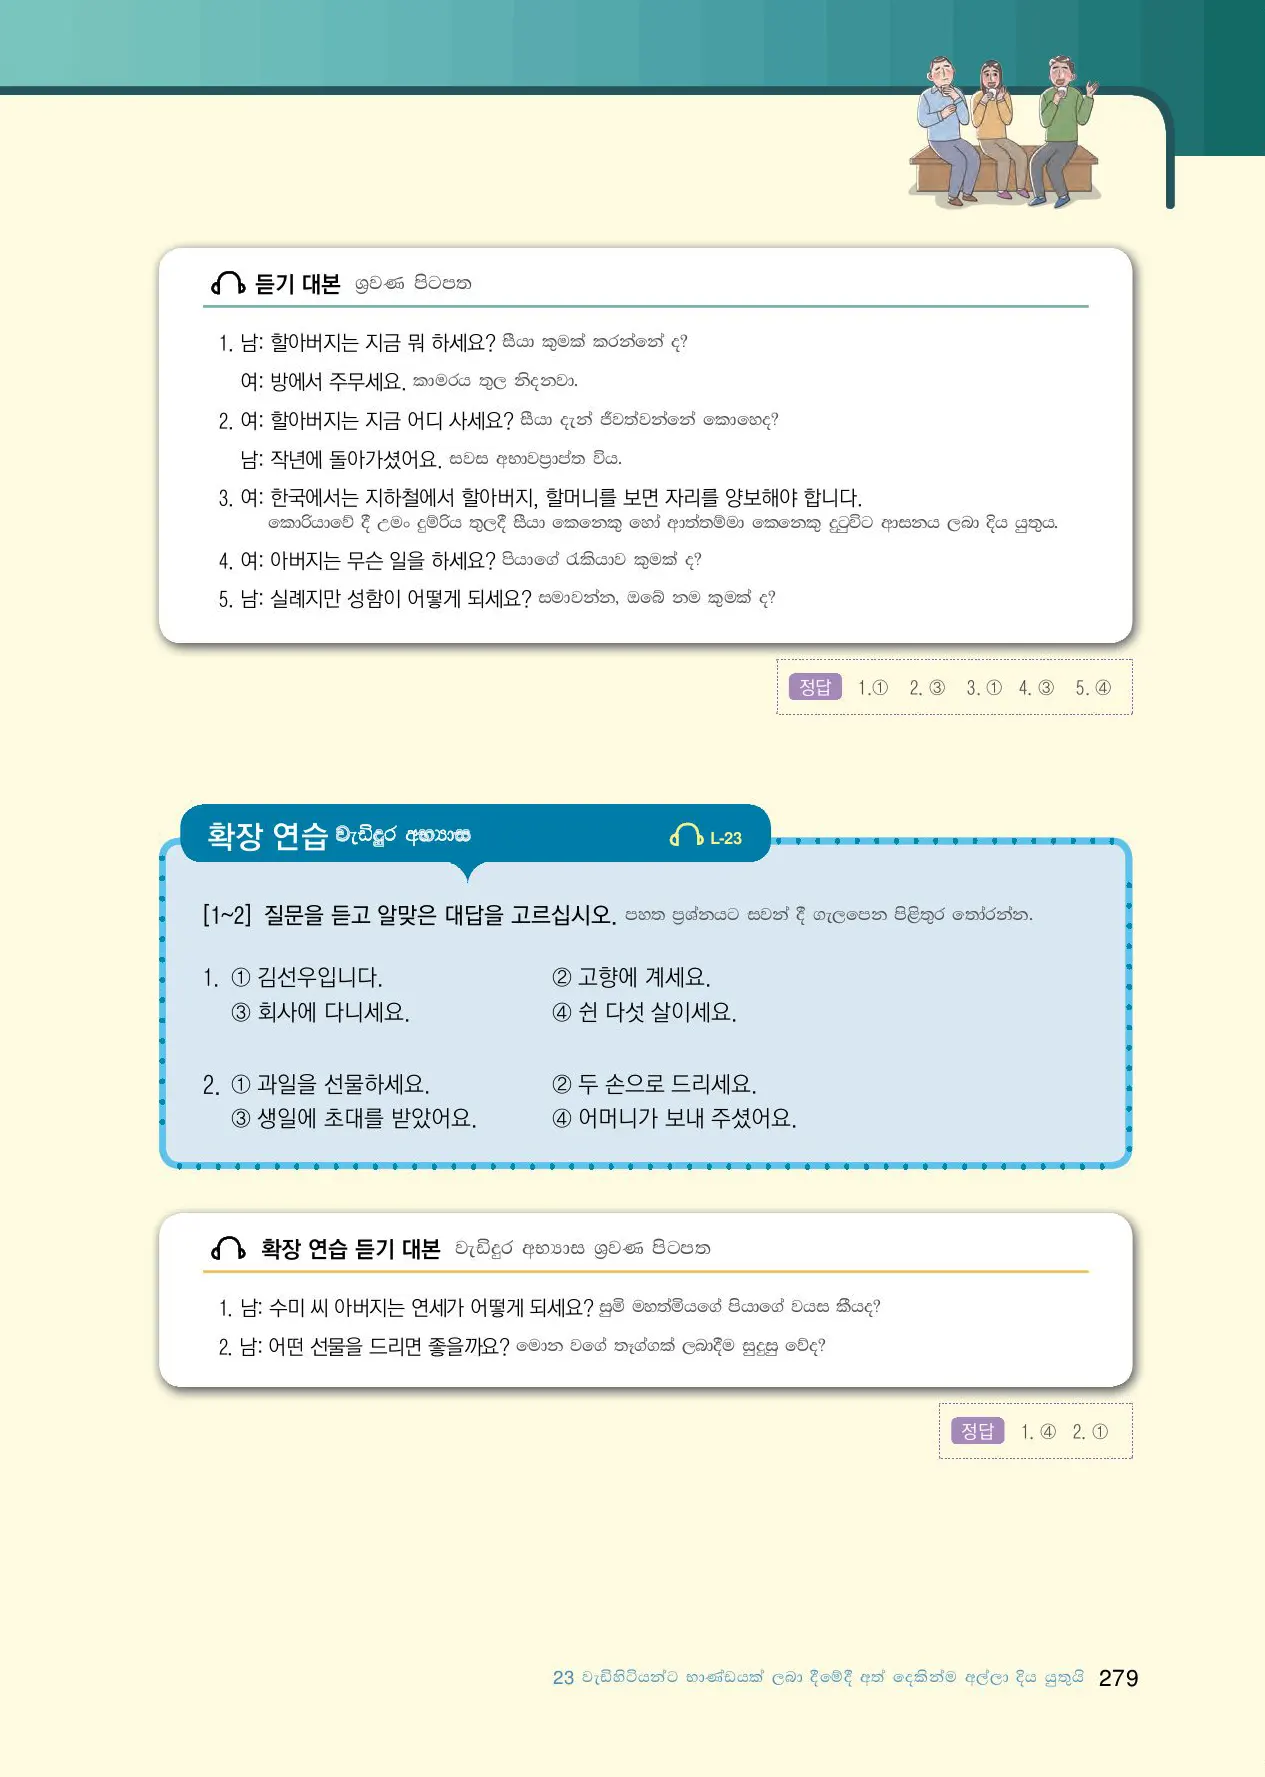 듣기 대본 ශ්‍රවණ පිටපත
1. 남: 할아버지는 지금 뭐 하세요? සීයා කුමක් කරන්නේ ද?
여: 방에서 주무세요. කාමරය තුල නිදනවා.
2. 여: 할아버지는 지금 어디 사세요? සීයා දැන් ජීවත්වන්නේ කොහෙද?
남: 작년에 돌아가셨어요. සවස අභාවප්‍රාප්ත විය.
3. 여: 한국에서는 지하철에서 할아버지, 할머니를 보면 자리를 양보해야 합니다.
කොරියාවේ දී උමං දුම්රිය තුලදී සීයා කෙනෙකු හෝ ආත්තම්මා කෙනෙකු දුටුවිට ආසනය ලබා දිය යුතුය.
4. 여: 아버지는 무슨 일을 하세요? පියාගේ රැකියාව කුමක් ද?
5. 남: 실례지만 성함이 어떻게 되세요? සමාවන්න, ඔබේ නම කුමක් ද?
정답 1.① 2. ③ 3. ① 4. ③ 5. ④
확장 연습 වැඩිදුර අභ්‍යාස L-23
[1~2] 질문을 듣고 알맞은 대답을 고르십시오. පහත ප්‍රශ්නයට සවන් දී ගැලපෙන පිළිතුර තෝරන්න.
1. ① 김선우입니다. ② 고향에 계세요.
③ 회사에 다니세요. ④ 쉰 다섯 살이세요.
2. ① 과일을 선물하세요. ② 두 손으로 드리세요.
③ 생일에 초대를 받았어요. ④ 어머니가 보내 주셨어요.
확장 연습 듣기 대본 වැඩිදුර අභ්‍යාස ශ්‍රවණ පිටපත
1. 남: 수미 씨 아버지는 연세가 어떻게 되세요? සුමි මහත්මියගේ පියාගේ වයස කීයද?
2. 남: 어떤 선물을 드리면 좋을까요? මොන වගේ තෑග්ගක් ලබාදීම සුදුසු වේද?
정답 1. ④ 2. ①
23 වැඩිහිටියන්ට භාණ්ඩයක් ලබා දීමේදී අත් දෙකින්ම අල්ලා දිය යුතුයි 279